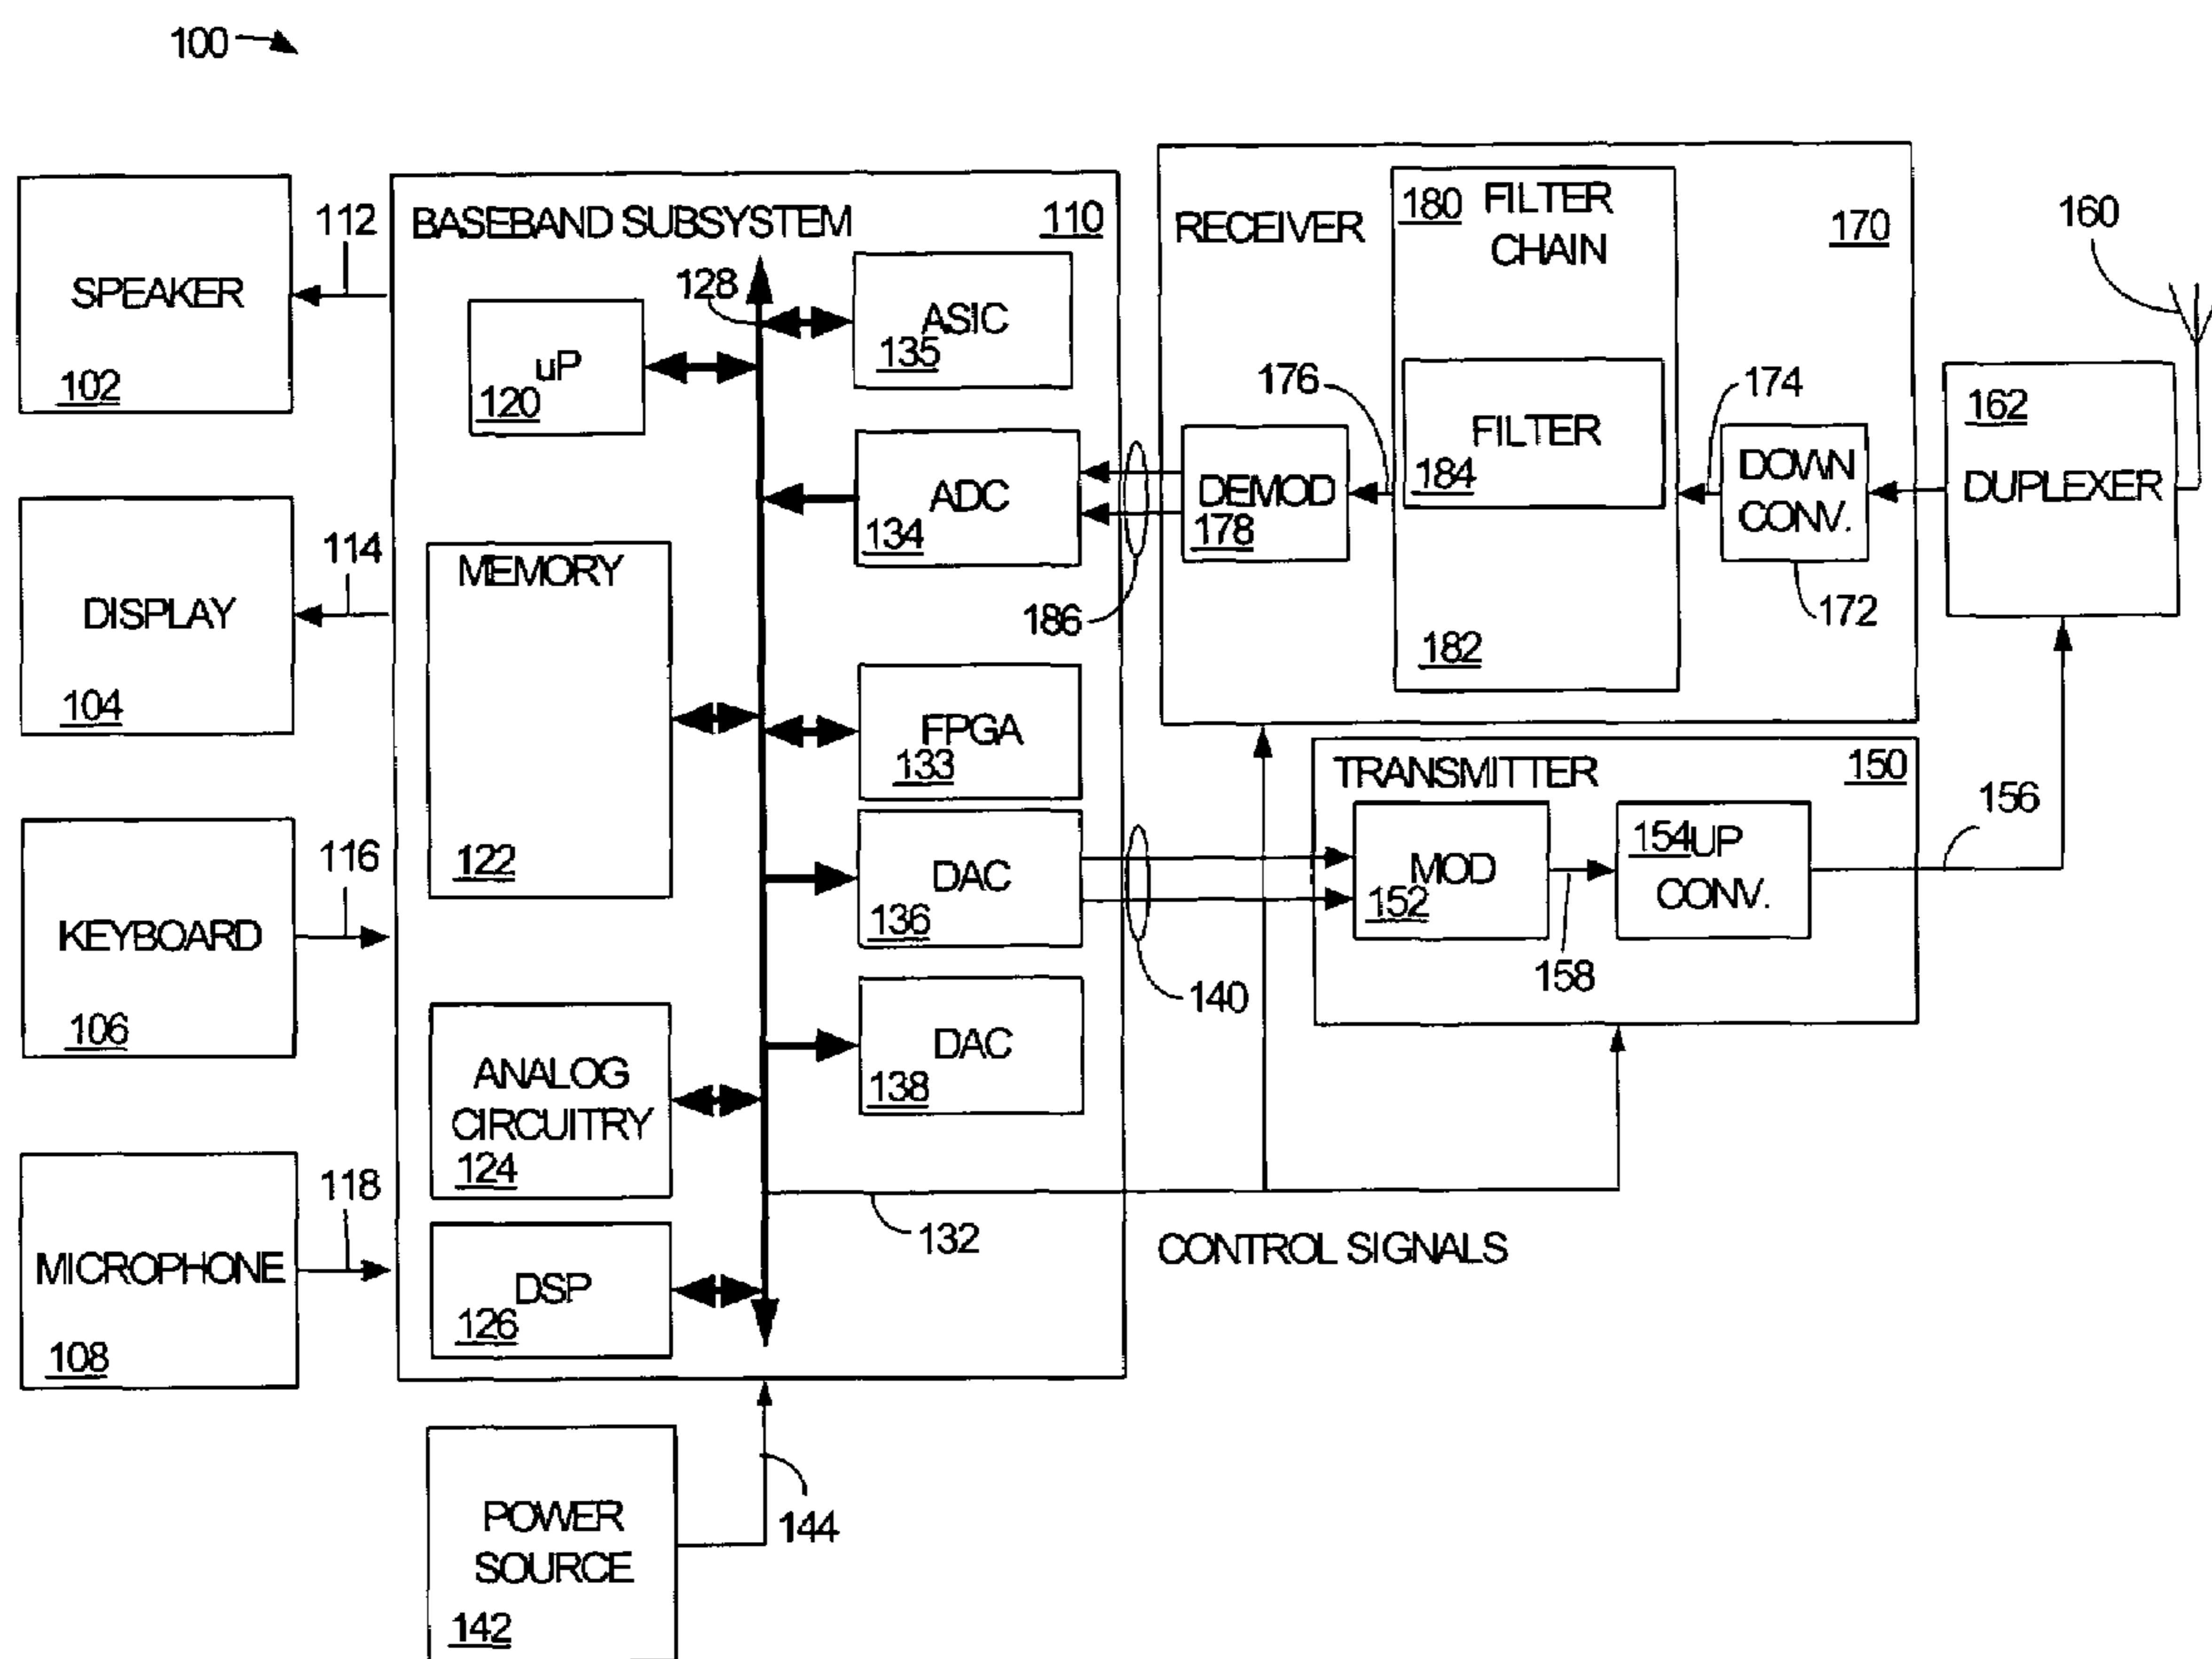 100
SPEAKER
102
112
DISPLAY
104
114
KEYBOARD
106
116
MICROPHONE
108
118
BASEBAND SUBSYSTEM
110
128
uP
120
ASIC
135
ADC
134
MEMORY
122
FPGA
133
DAC
136
DAC
138
ANALOG
CIRCUITRY
124
DSP
126
132
CONTROL SIGNALS
POWER
SOURCE
142
144
RECEIVER
170
180
FILTER
CHAIN
FILTER
184
182
176
DEMOD
178
186
174
DOWN
CONV.
172
160
162
DUPLEXER
TRANSMITTER
150
MOD
152
154 UP
CONV.
158
156
140